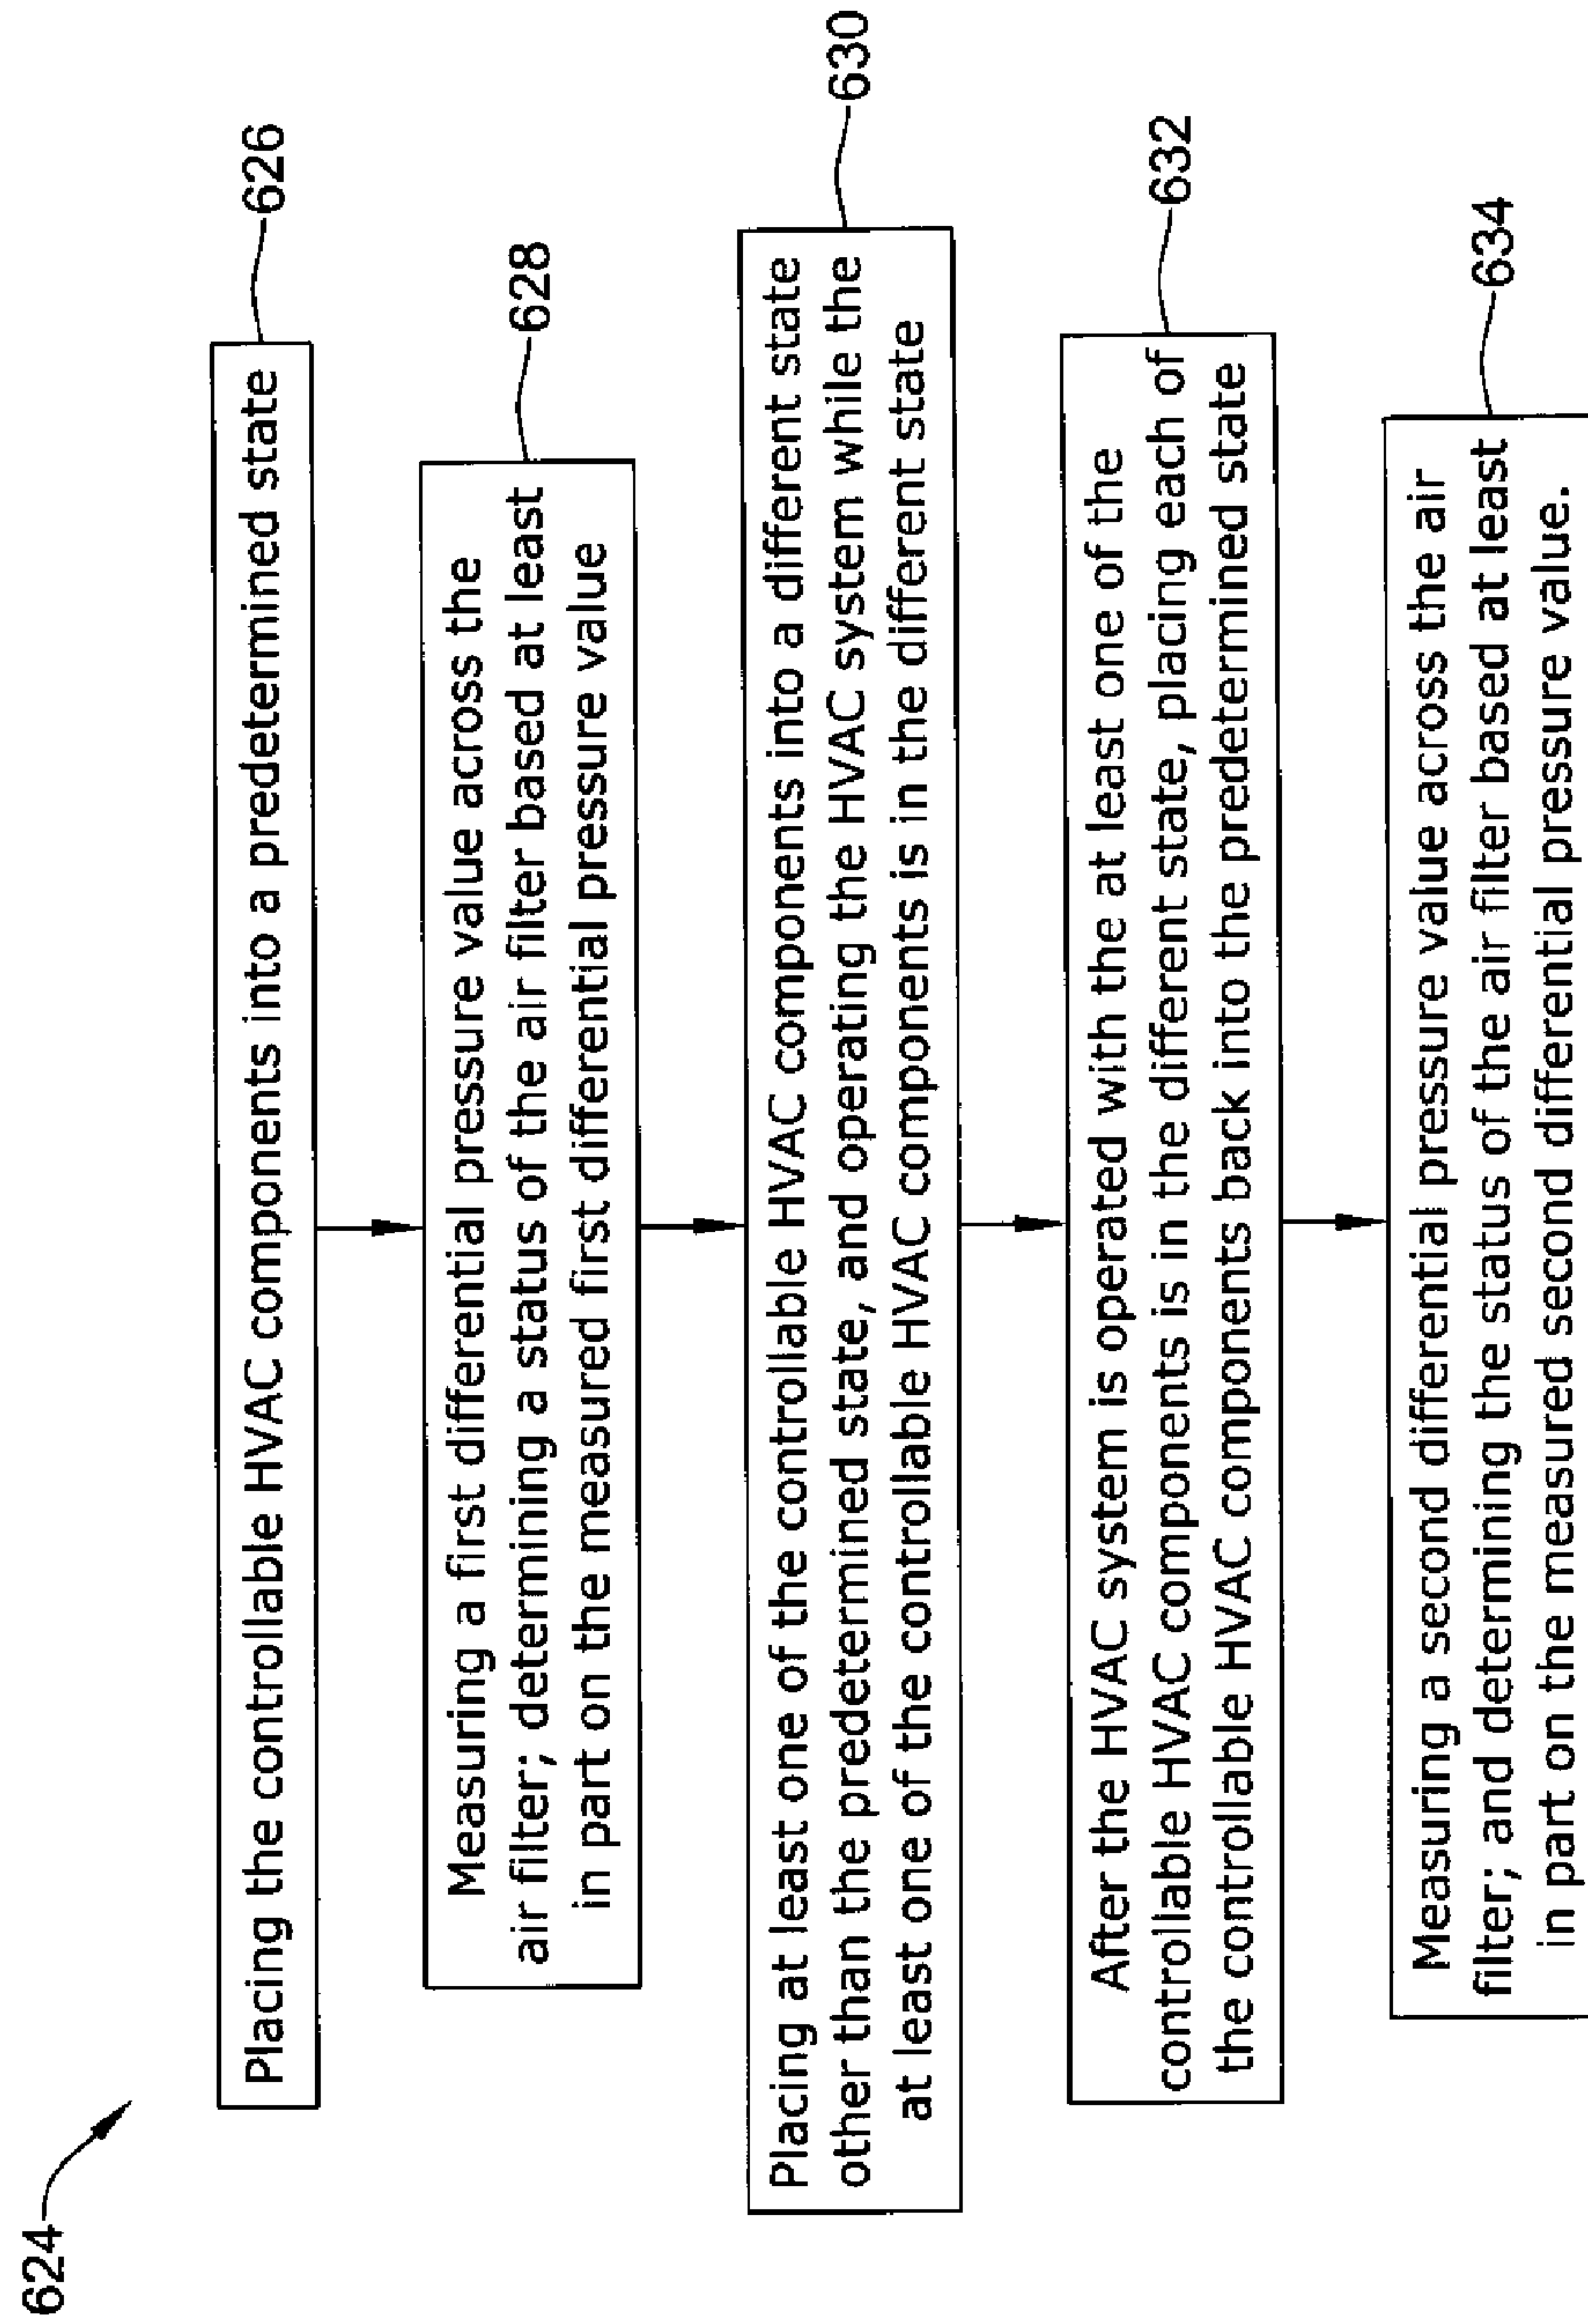 624
Placing the controllable HVAC components into a predetermined state
626
Measuring a first differential pressure value across the
air filter; determining a status of the air filter based at least
in part on the measured first differential pressure value
628
Placing at least one of the controllable HVAC components into a different state
other than the predetermined state, and operating the HVAC system while the
at least one of the controllable HVAC components is in the different state
630
After the HVAC system is operated with the at least one of the
controllable HVAC components is in the different state, placing each of
the controllable HVAC components back into the predetermined state
632
Measuring a second differential pressure value across the air
filter; and determining the status of the air filter based at least
in part on the measured second differential pressure value.
634